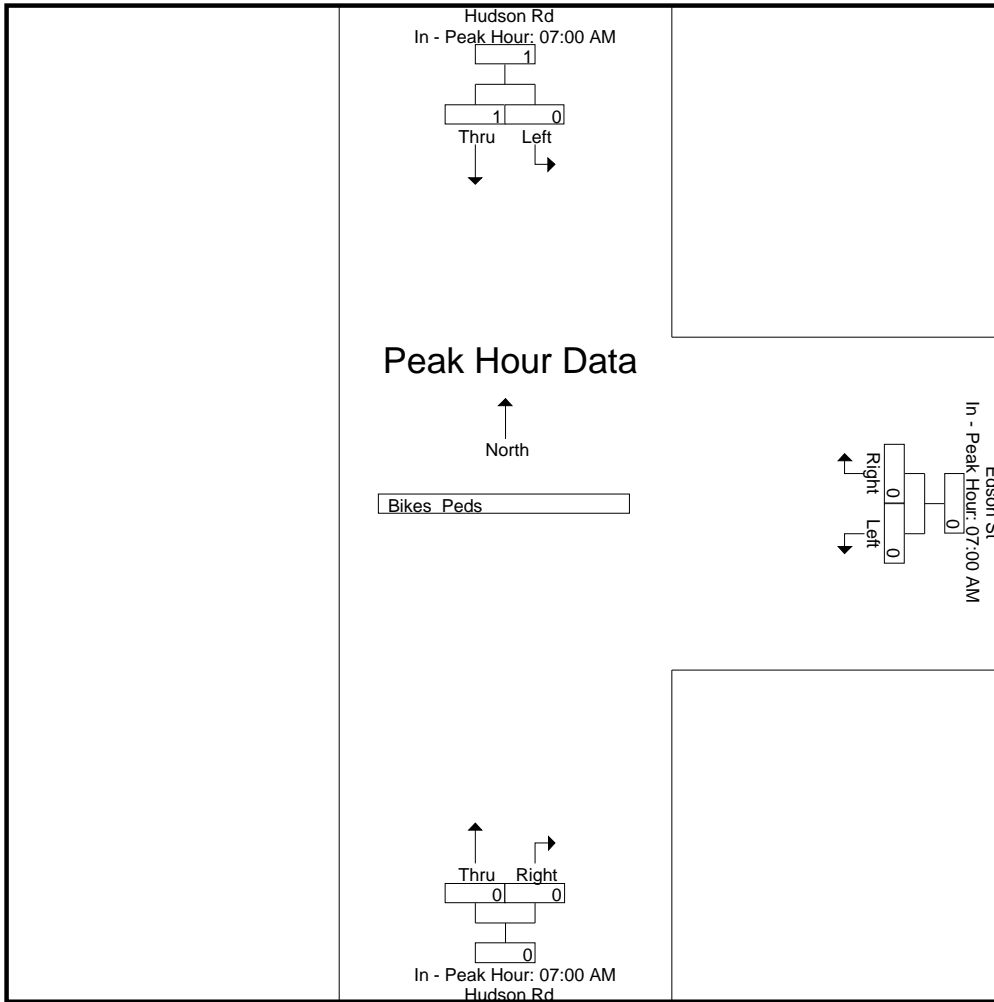 Hudson Rd
In - Peak Hour: 07:00 AM
1
1 0
Thru Left
Peak Hour Data
North
Bikes Peds
In - Peak Hour: 07:00 AM
0
Right
0
Left
0
Thru Right
0 0
0
In - Peak Hour: 07:00 AM
Hudson Rd